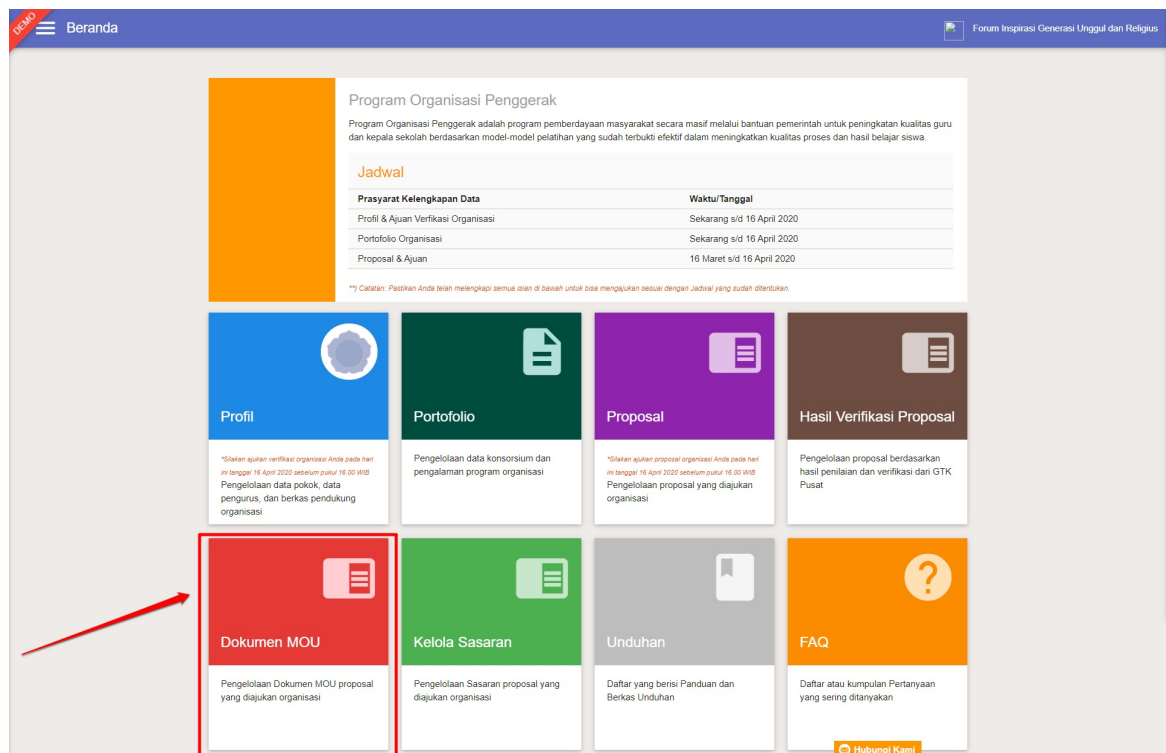 DEMO
Beranda
Forum Inspirasi Generasi Unggul dan Religius
Program Organisasi Penggerak
Program Organisasi Penggerak adalah program pemberdayaan masyarakat secara masif melalui bantuan pemerintah untuk peningkatan kualitas guru
dan kepala sekolah berdasarkan model-model pelatihan yang sudah terbukti efektif dalam meningkatkan kualitas proses dan hasil belajar siswa.
Jadwal
Prasyarat Kelengkapan Data Waktu/Tanggal
Profil & Ajuan Verfikasi Organisasi Sekarang s/d 16 April 2020
Portofolio Organisasi Sekarang s/d 16 April 2020
Proposal & Ajuan 16 Maret s/d 16 April 2020
**) Catatan: Pastikan Anda telah melengkapi semua isian di bawah untuk bisa mengajukan sesuai dengan Jadwal yang sudah ditentukan.
Profil
*Silakan ajukan verifikasi organisasi Anda pada hari
ini tanggal 16 April 2020 sebelum pukul 16.00 WIB
Pengelolaan data pokok, data
pengurus, dan berkas pendukung
organisasi
Portofolio
Pengelolaan data konsorsium dan
pengalaman program organisasi
Proposal
*Silakan ajukan proposal organisasi Anda pada hari
ini tanggal 16 April 2020 sebelum pukul 16.00 WIB
Pengelolaan proposal yang diajukan
organisasi
Hasil Verifikasi Proposal
Pengelolaan proposal berdasarkan
hasil penilaian dan verifikasi dari GTK
Pusat
Dokumen MOU
Pengelolaan Dokumen MOU proposal
yang diajukan organisasi
Kelola Sasaran
Pengelolaan Sasaran proposal yang
diajukan organisasi
Unduhan
Daftar yang berisi Panduan dan
Berkas Unduhan
FAQ
Daftar atau kumpulan Pertanyaan
yang sering ditanyakan
Hubungi Kami